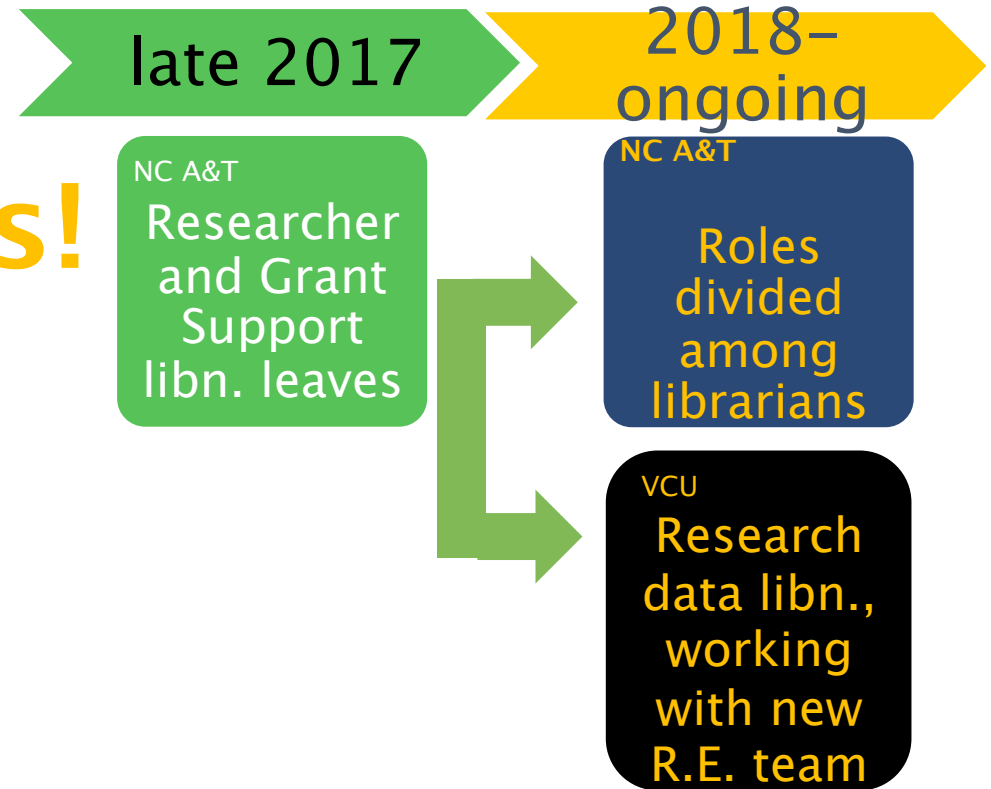 late 2017
2018-
ongoing
s!
NC A&T
Researcher
and Grant
Support
libn. leaves
NC A&T
Roles
divided
among
librarians
VCU
Research
data libn.,
working
with new
R.E. team